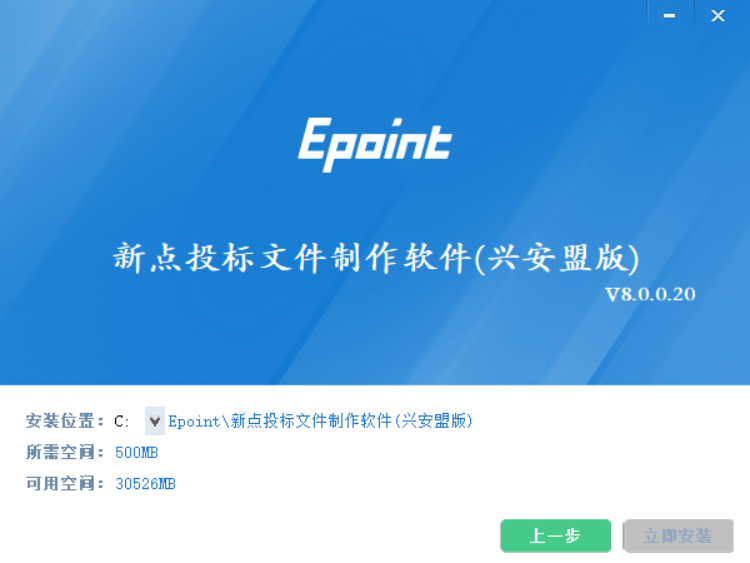 Epoint
新点投标文件制作软件(兴安盟版)
V8.0.0.20
安装位置： C: Epoint\新点投标文件制作软件(兴安盟版)
所需空间： 500MB
可用空间： 30526MB
上一步 立即安装